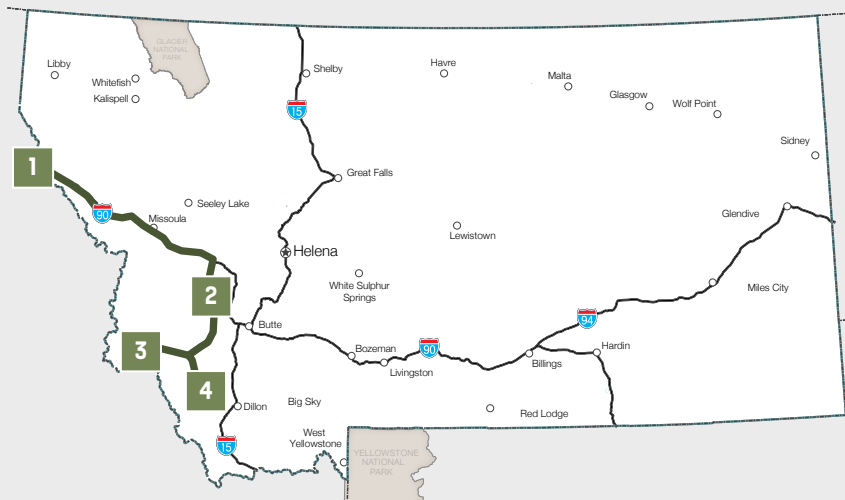 GLACIER
NATIONAL
PARK
Libby
Whitefish
Kalispell
Shelby
Havre
Malta
Glasgow
Wolf Point
Sidney
15
1
Great Falls
Seeley Lake
90
Missoula
Lewistown
Glendive
Helena
White Sulphur
Springs
Miles City
2
Butte
94
3
Bozeman
90
Hardin
Livingston
Billings
4
Dillon
Big Sky
Red Lodge
15
West
Yellowstone
YELLOWSTONE
NATIONAL
PARK